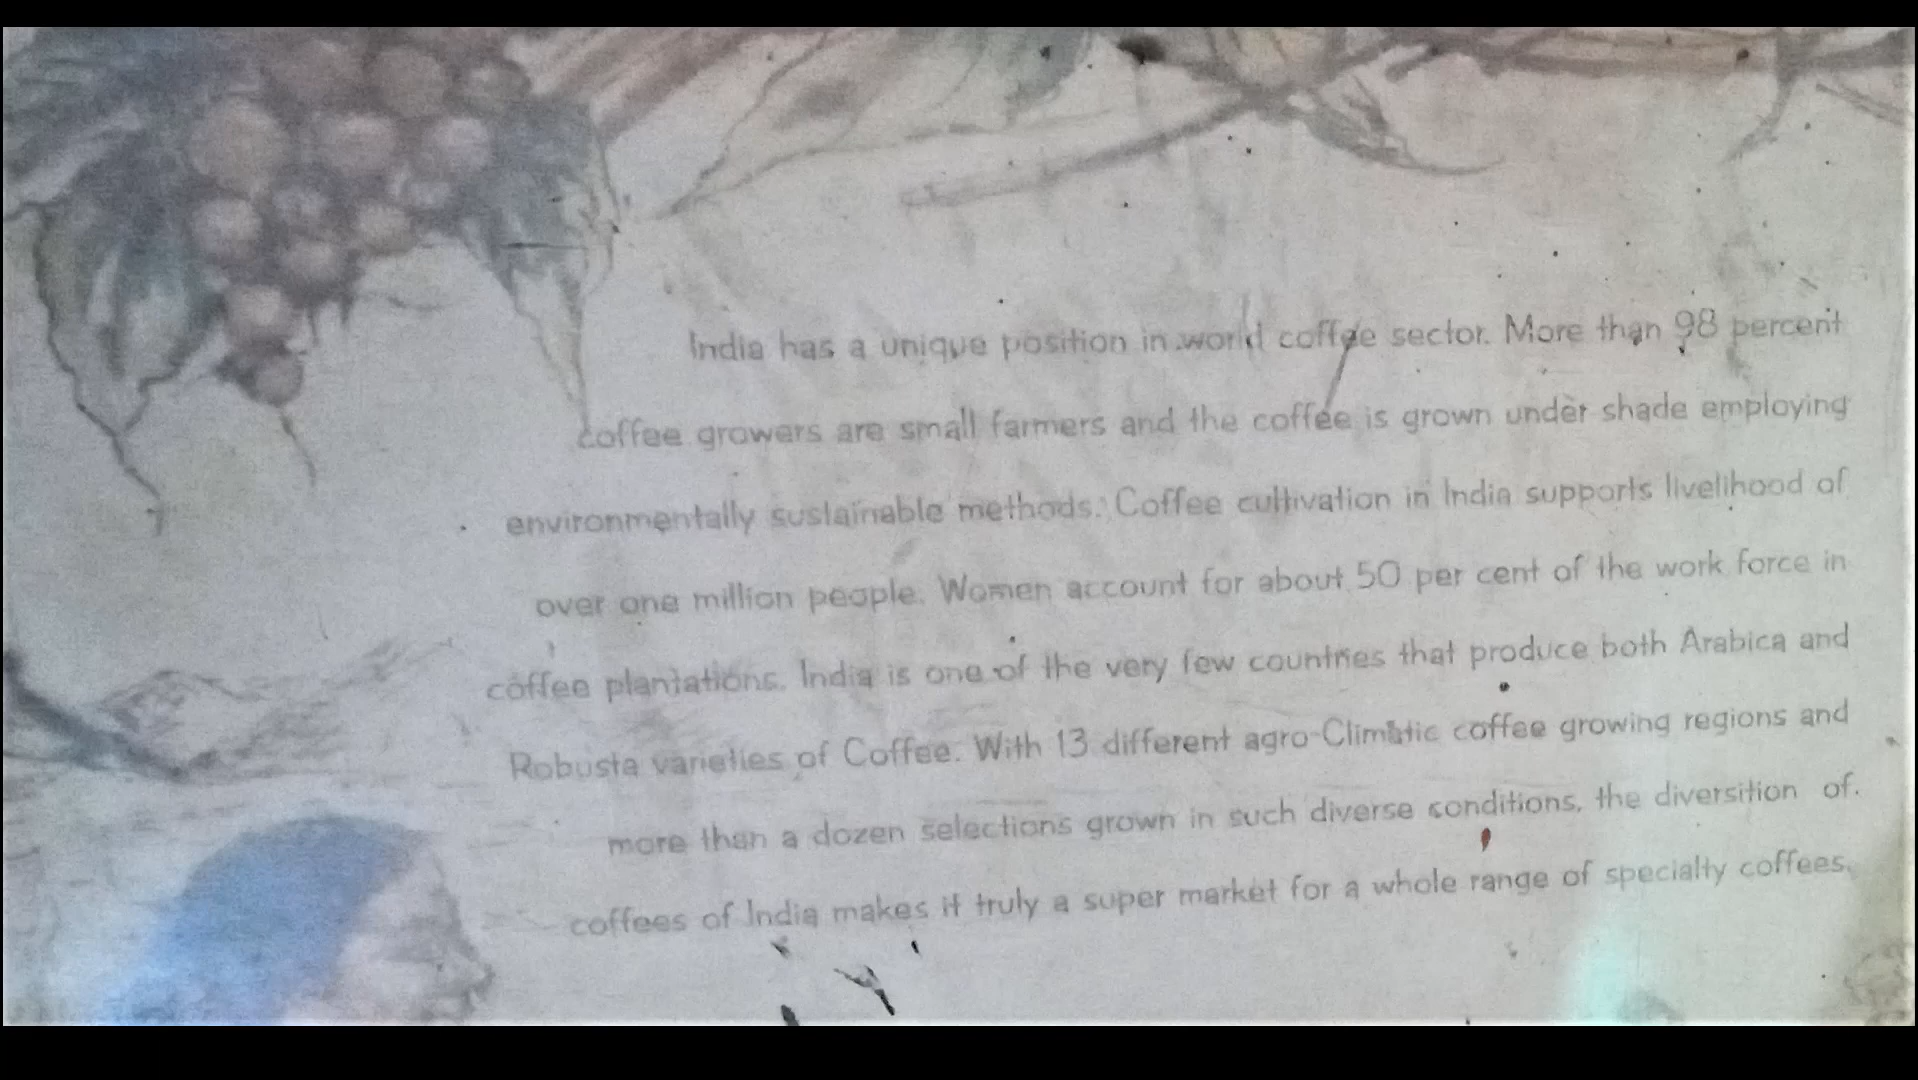 India has a unique position in world coffee sector. More than 98 percent
coffee growers are small farmers and the coffee is grown under shade employing
environmentally sustainable methods. Coffee cultivation in India supports livelihood of
over one million people. Women account for about 50 per cent of the work force in
coffee plantations. India is one of the very few countries that produce both Arabica and
Robusta varieties of Coffee. With 13 different agro-Climatic coffee growing regions and
more than a dozen selections grown in such diverse conditions, the diversition of.
coffees of India makes it truly a super market for a whole range of specialty coffees.